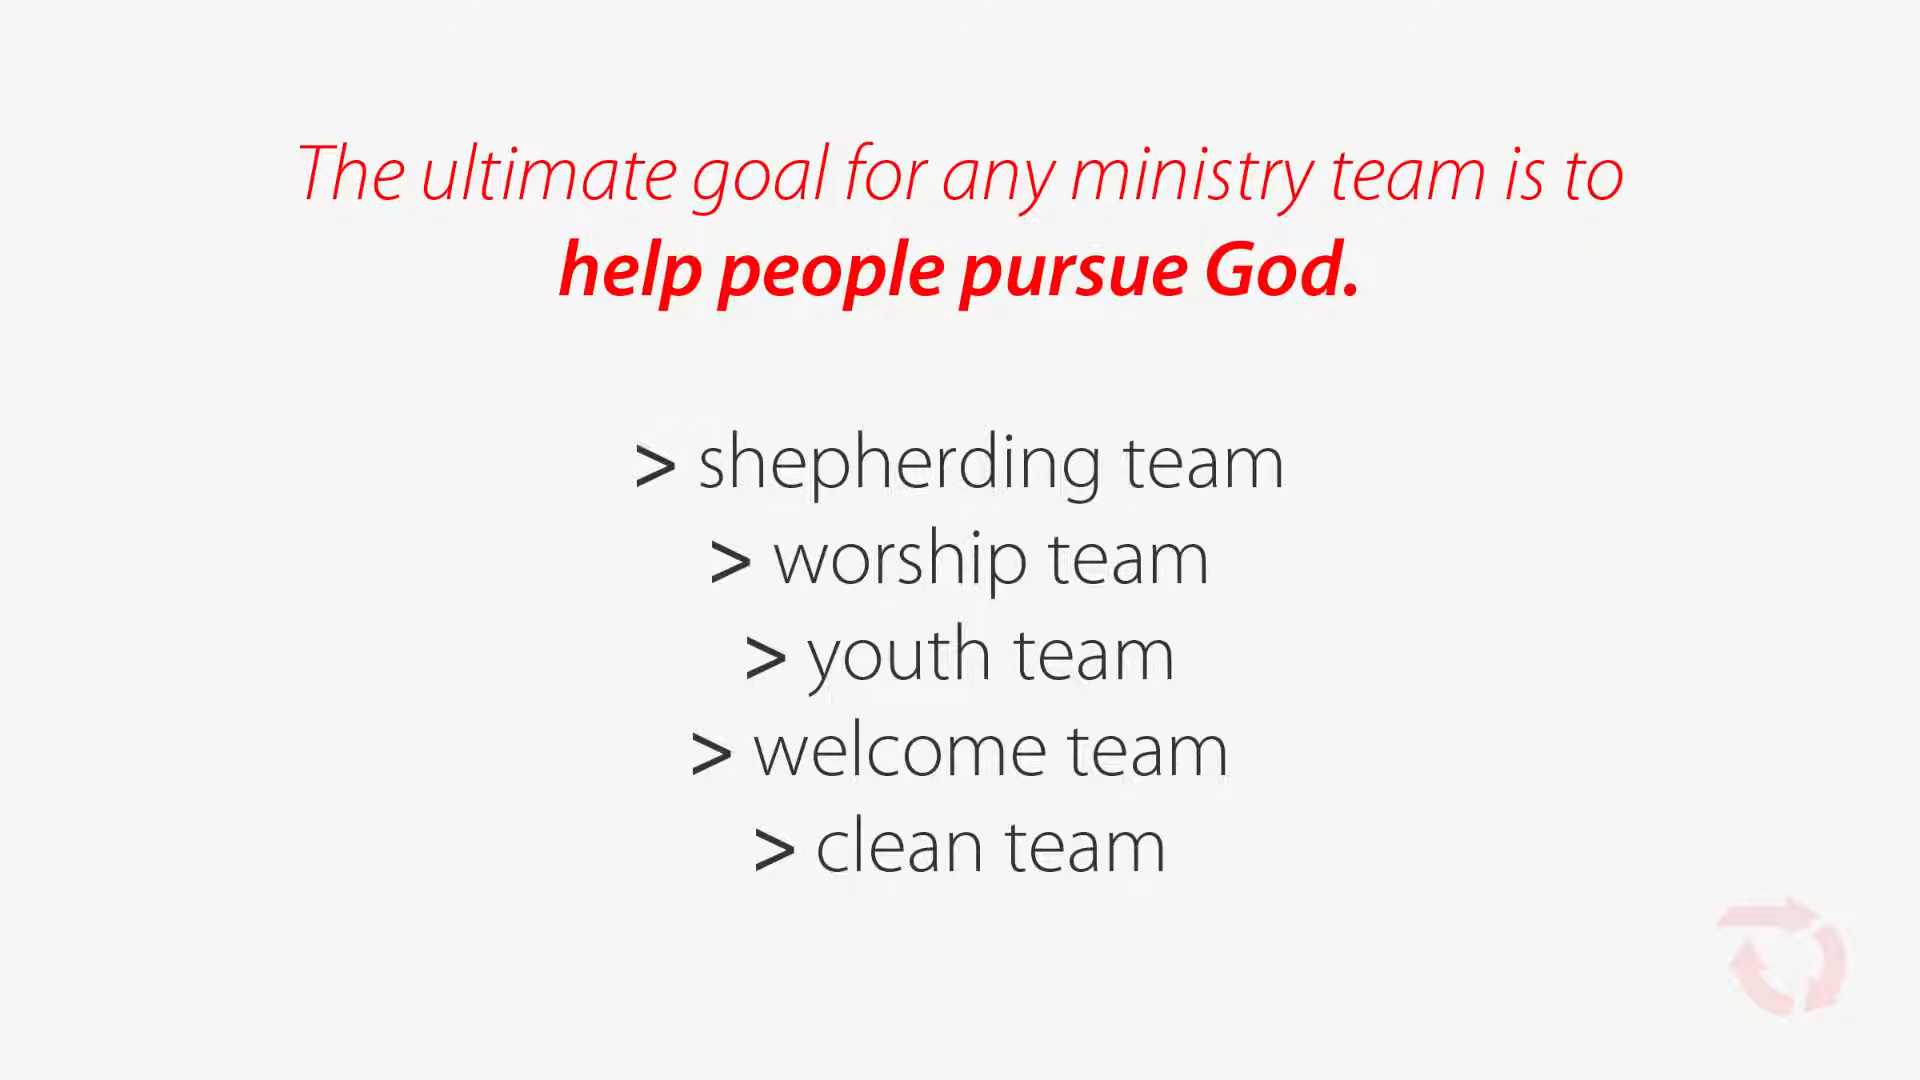 The ultimate goal for any ministry team is to
help people pursue God.
> shepherding team
> worship team
> youth team
> welcome team
> clean team